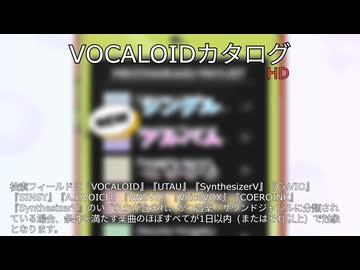 VOCALOIDカタログ
HD
シングル
アルバム
検索フィールドに『VOCALOID』『UTAU』『SynthesizerV』『CeVIO』
『SINSY』『A.I.VOICE』
『SynthesizerV』のいずれかが含まれ、かつ音楽・サウンドジャンルに分類され
ている場合、条件を満たす楽曲のほぼすべてが1日以内（またはそれ以上）で対象
となります。